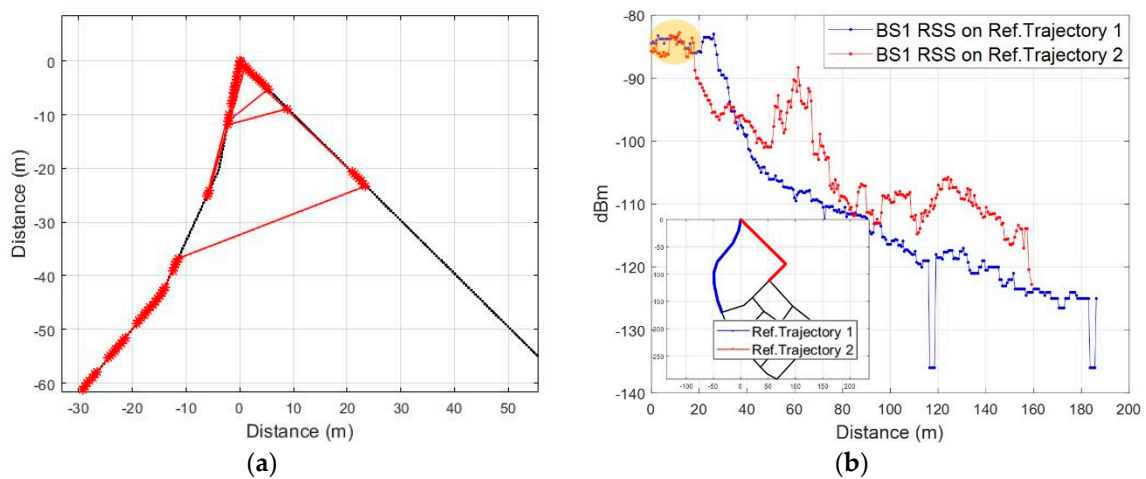 0
-10
-20
-30
-40
-50
-60
Distance (m)
-30 -20 -10 0 10 20 30 40 50
Distance (m)
(a)
-80
-90
-100
-110
-120
-130
-140
dBm
BS1 RSS on Ref.Trajectory 1
BS1 RSS on Ref.Trajectory 2
0
-50
-100
-150
-200
-250
Ref.Trajectory 1
Ref.Trajectory 2
-100 -50 0 50 100 150 200
0 20 40 60 80 100 120 140 160 180 200
Distance (m)
(b)